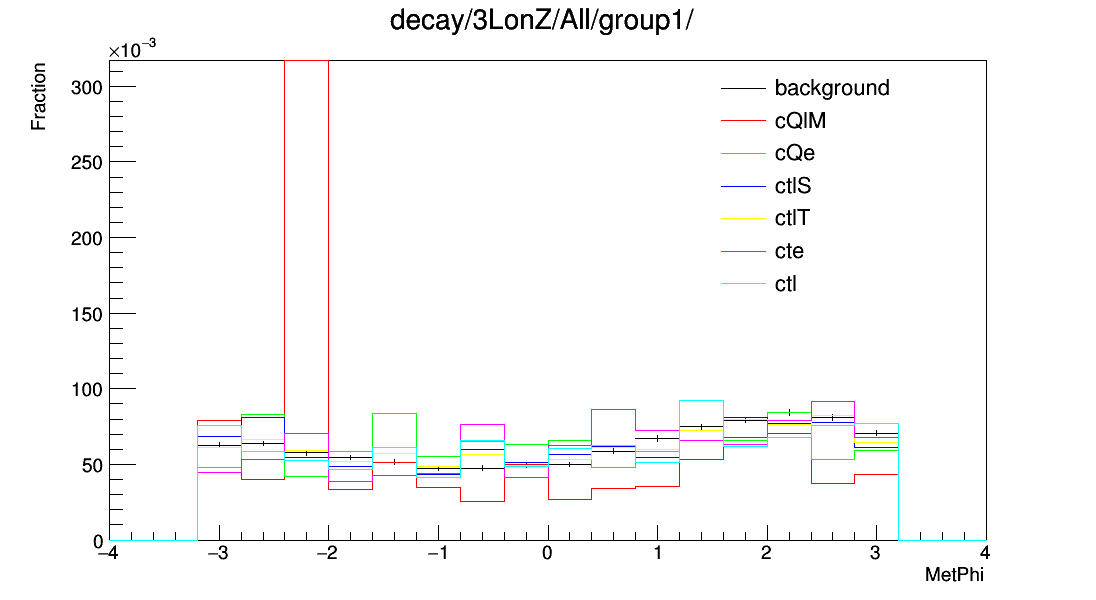 decay/3LonZ/All/group1/
×10⁻³
Fraction
300
250
200
150
100
50
0
background
cQlM
cQe
ctlS
ctlT
cte
ctl
−4 −3 −2 −1 0 1 2 3 4
MetPhi